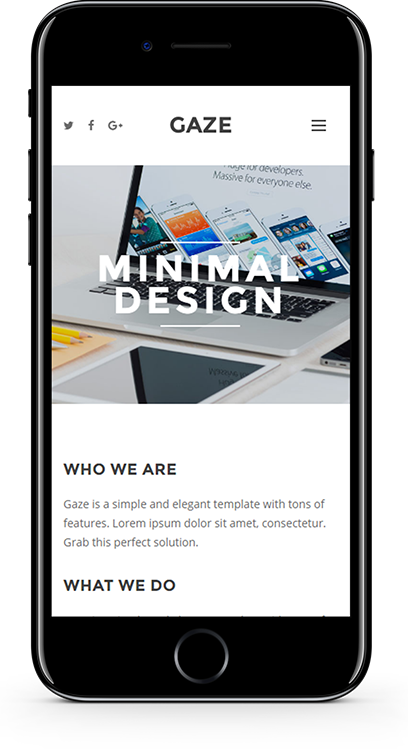 GAZE
Image for developers.
Massive for everyone else.
MINIMAL
DESIGN
WHO WE ARE
Gaze is a simple and elegant template with tons of
features. Lorem ipsum dolor sit amet, consectetur.
Grab this perfect solution.
WHAT WE DO